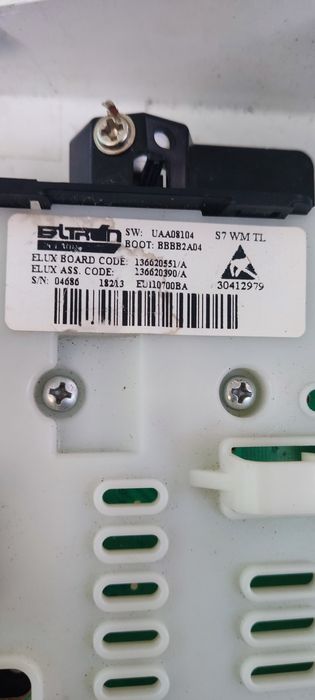 SW: UAA08104 S7 WM TL
BOOT: BBBB2A04
ELUX BOARD CODE: 136620551/A
ELUX ASS. CODE: 136620390/A
S/N: 04686 18213 EU110700BA 30412979